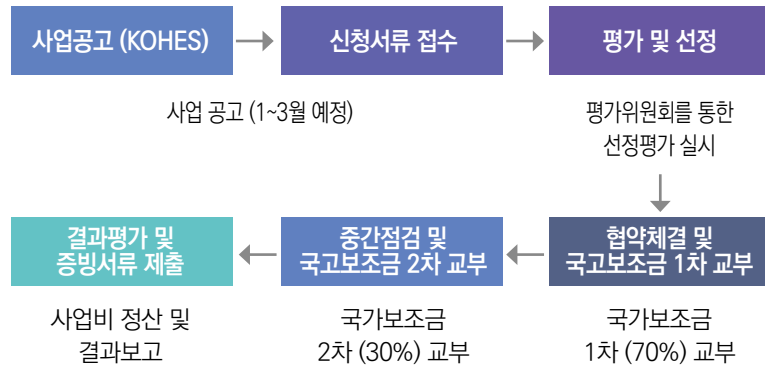 사업공고 (KOHES)
신청서류 접수
평가 및 선정
사업 공고 (1~3월 예정)
평가위원회를 통한
선정평가 실시
협약체결 및
국고보조금 1차 교부
국가보조금
1차 (70%) 교부
중간점검 및
국고보조금 2차 교부
국가보조금
2차 (30%) 교부
결과평가 및
증빙서류 제출
사업비 정산 및
결과보고